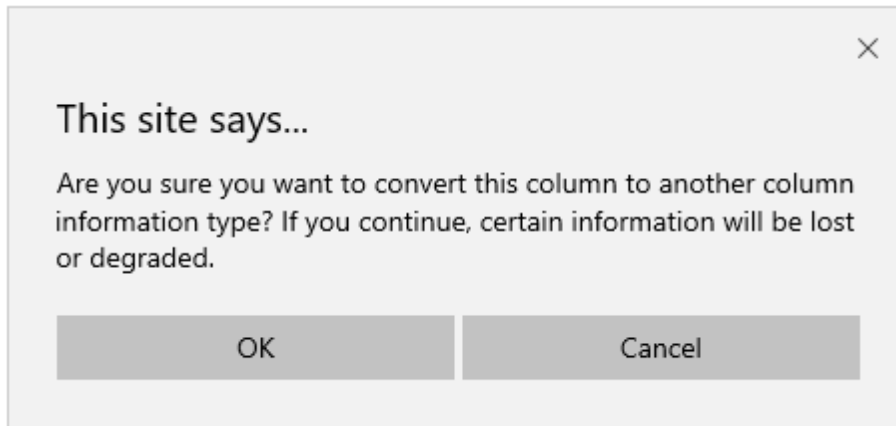 This site says...
Are you sure you want to convert this column to another column
information type? If you continue, certain information will be lost
or degraded.
OK
Cancel